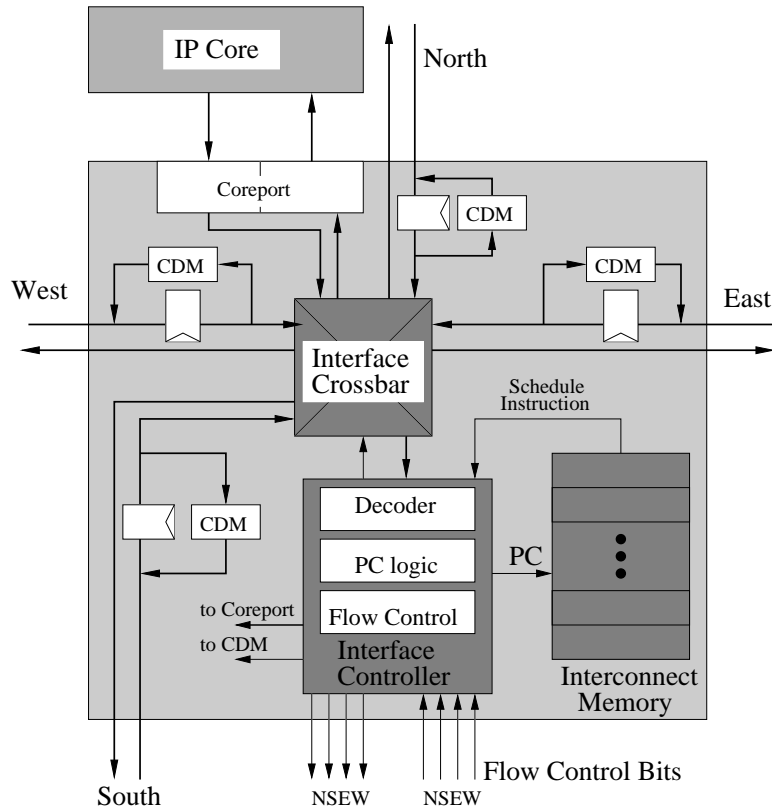 IP Core
North
Coreport
CDM
CDM
CDM
West
East
Interface
Crossbar
Schedule
Instruction
CDM
Decoder
PC logic
PC
Flow Control
to Coreport
to CDM
Interface
Controller
Interconnect
Memory
South
NSEW
NSEW
Flow Control Bits